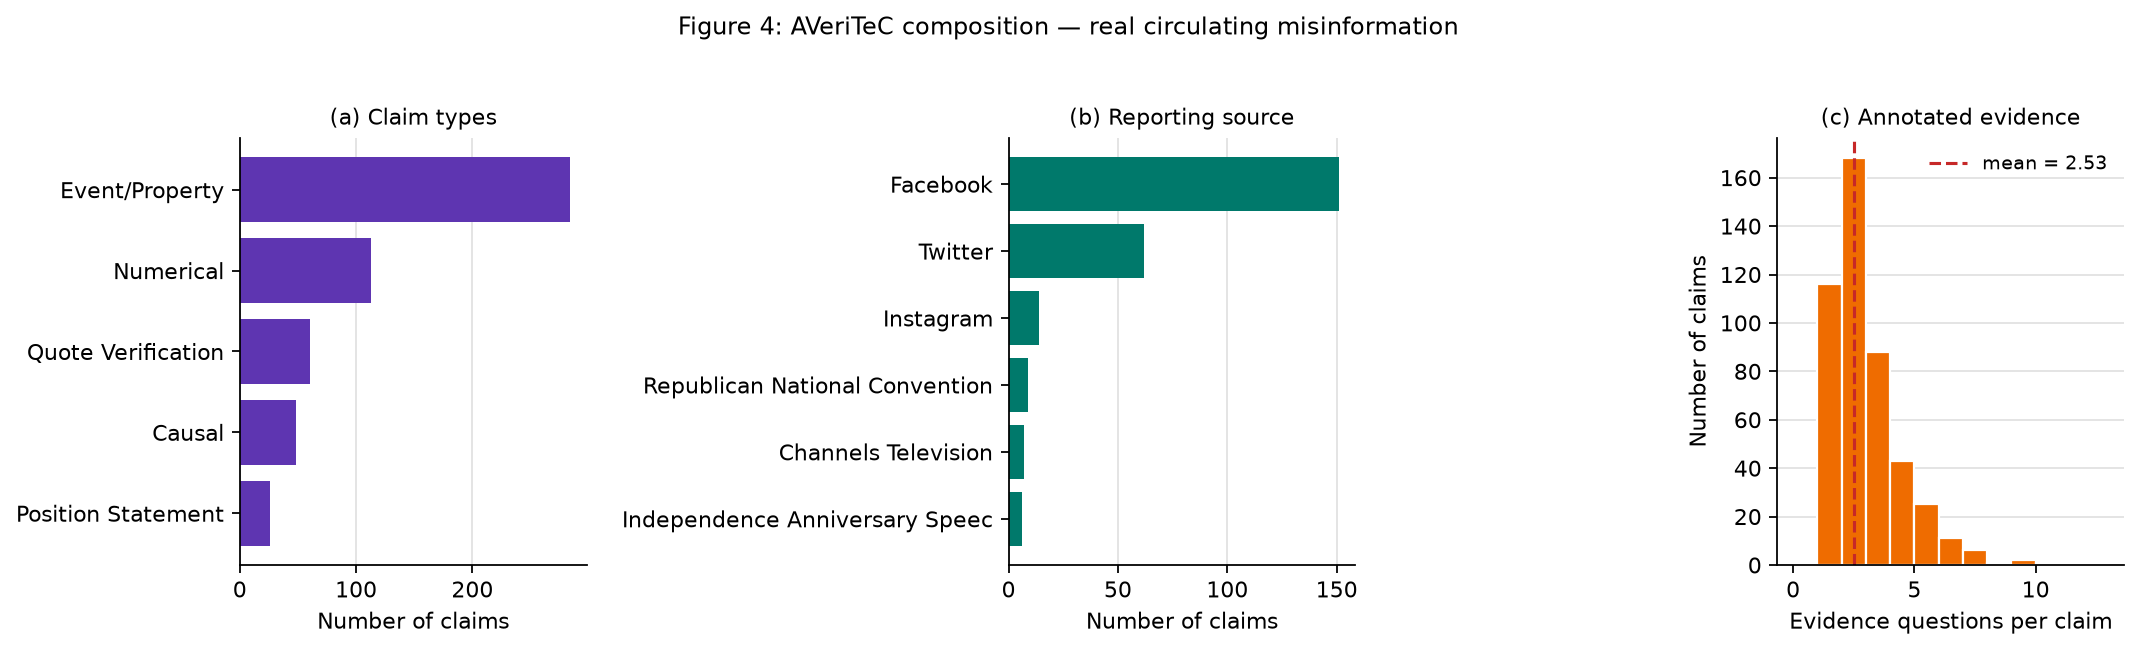 Figure 4: AVeriTeC composition — real circulating misinformation
(a) Claim types
Event/Property
Numerical
Quote Verification
Causal
Position Statement
0 100 200
Number of claims
(b) Reporting source
Facebook
Twitter
Instagram
Republican National Convention
Channels Television
Independence Anniversary Speec
0 50 100 150
Number of claims
(c) Annotated evidence
mean = 2.53
Number of claims
160
140
120
100
80
60
40
20
0
0 5 10
Evidence questions per claim